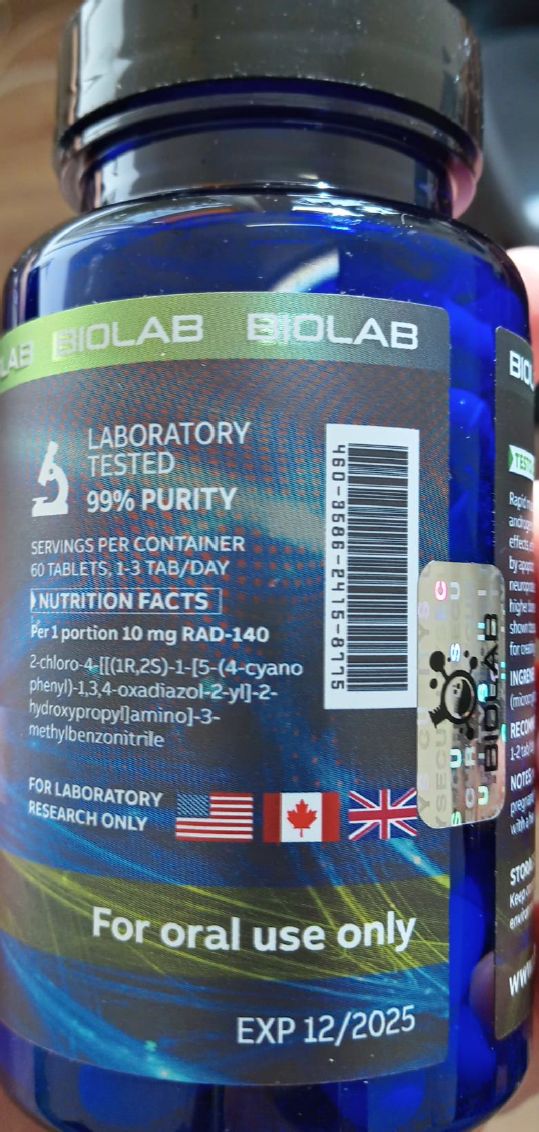 BIOLAB BIOLAB
LABORATORY
TESTED
99% PURITY
SERVINGS PER CONTAINER
60 TABLETS, 1-3 TAB/DAY
NUTRITION FACTS
Per 1 portion 10 mg RAD-140
2-chloro-4-[[(1R,2S)-1-[5-(4-cyano
phenyl)-1,3,4-oxadiazol-2-yl]-2-
hydroxypropyl]amino]-3-
methylbenzonitrile
FOR LABORATORY
RESEARCH ONLY
For oral use only
EXP 12/2025
460-9586-2415-8775
BIOLAB